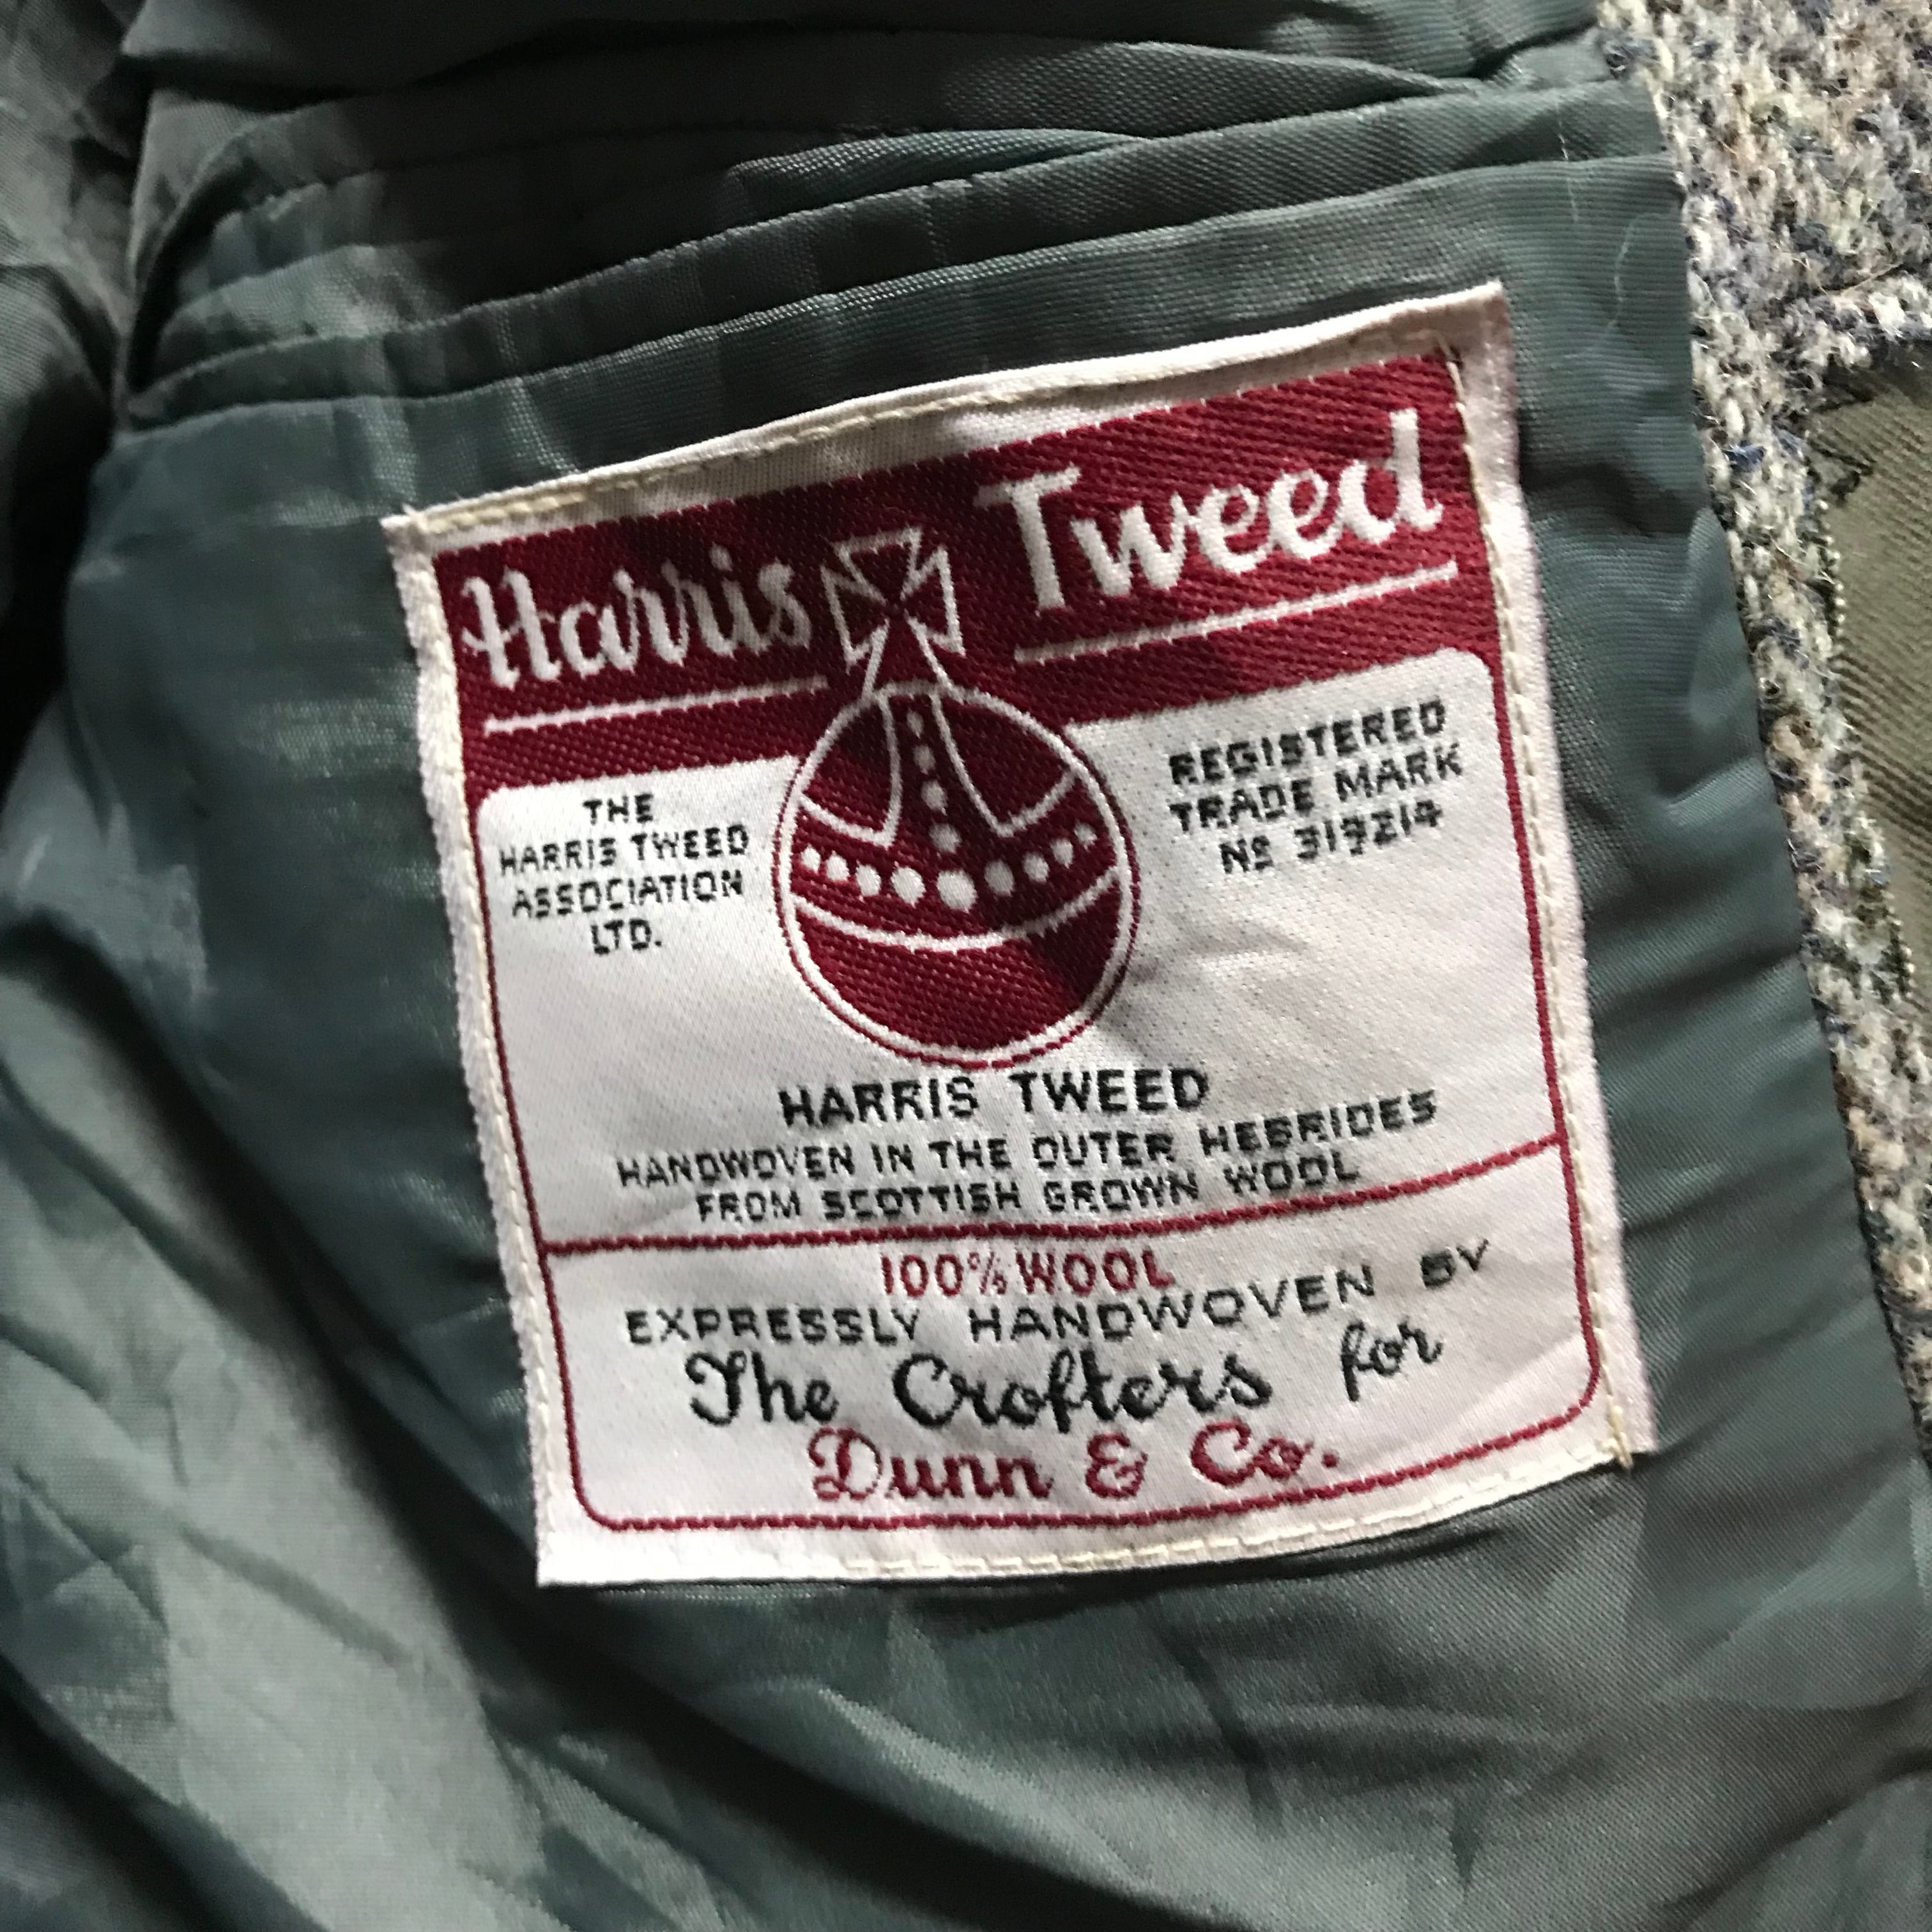 Harris Tweed
THE
HARRIS TWEED
ASSOCIATION
LTD.
REGISTERED
TRADE MARK
Nº 319214
HARRIS TWEED
HANDWOVEN IN THE OUTER HEBRIDES
FROM SCOTTISH GROWN WOOL
100% WOOL
EXPRESSLY HANDWOVEN BY
The Crofters for
Dunn & Co.